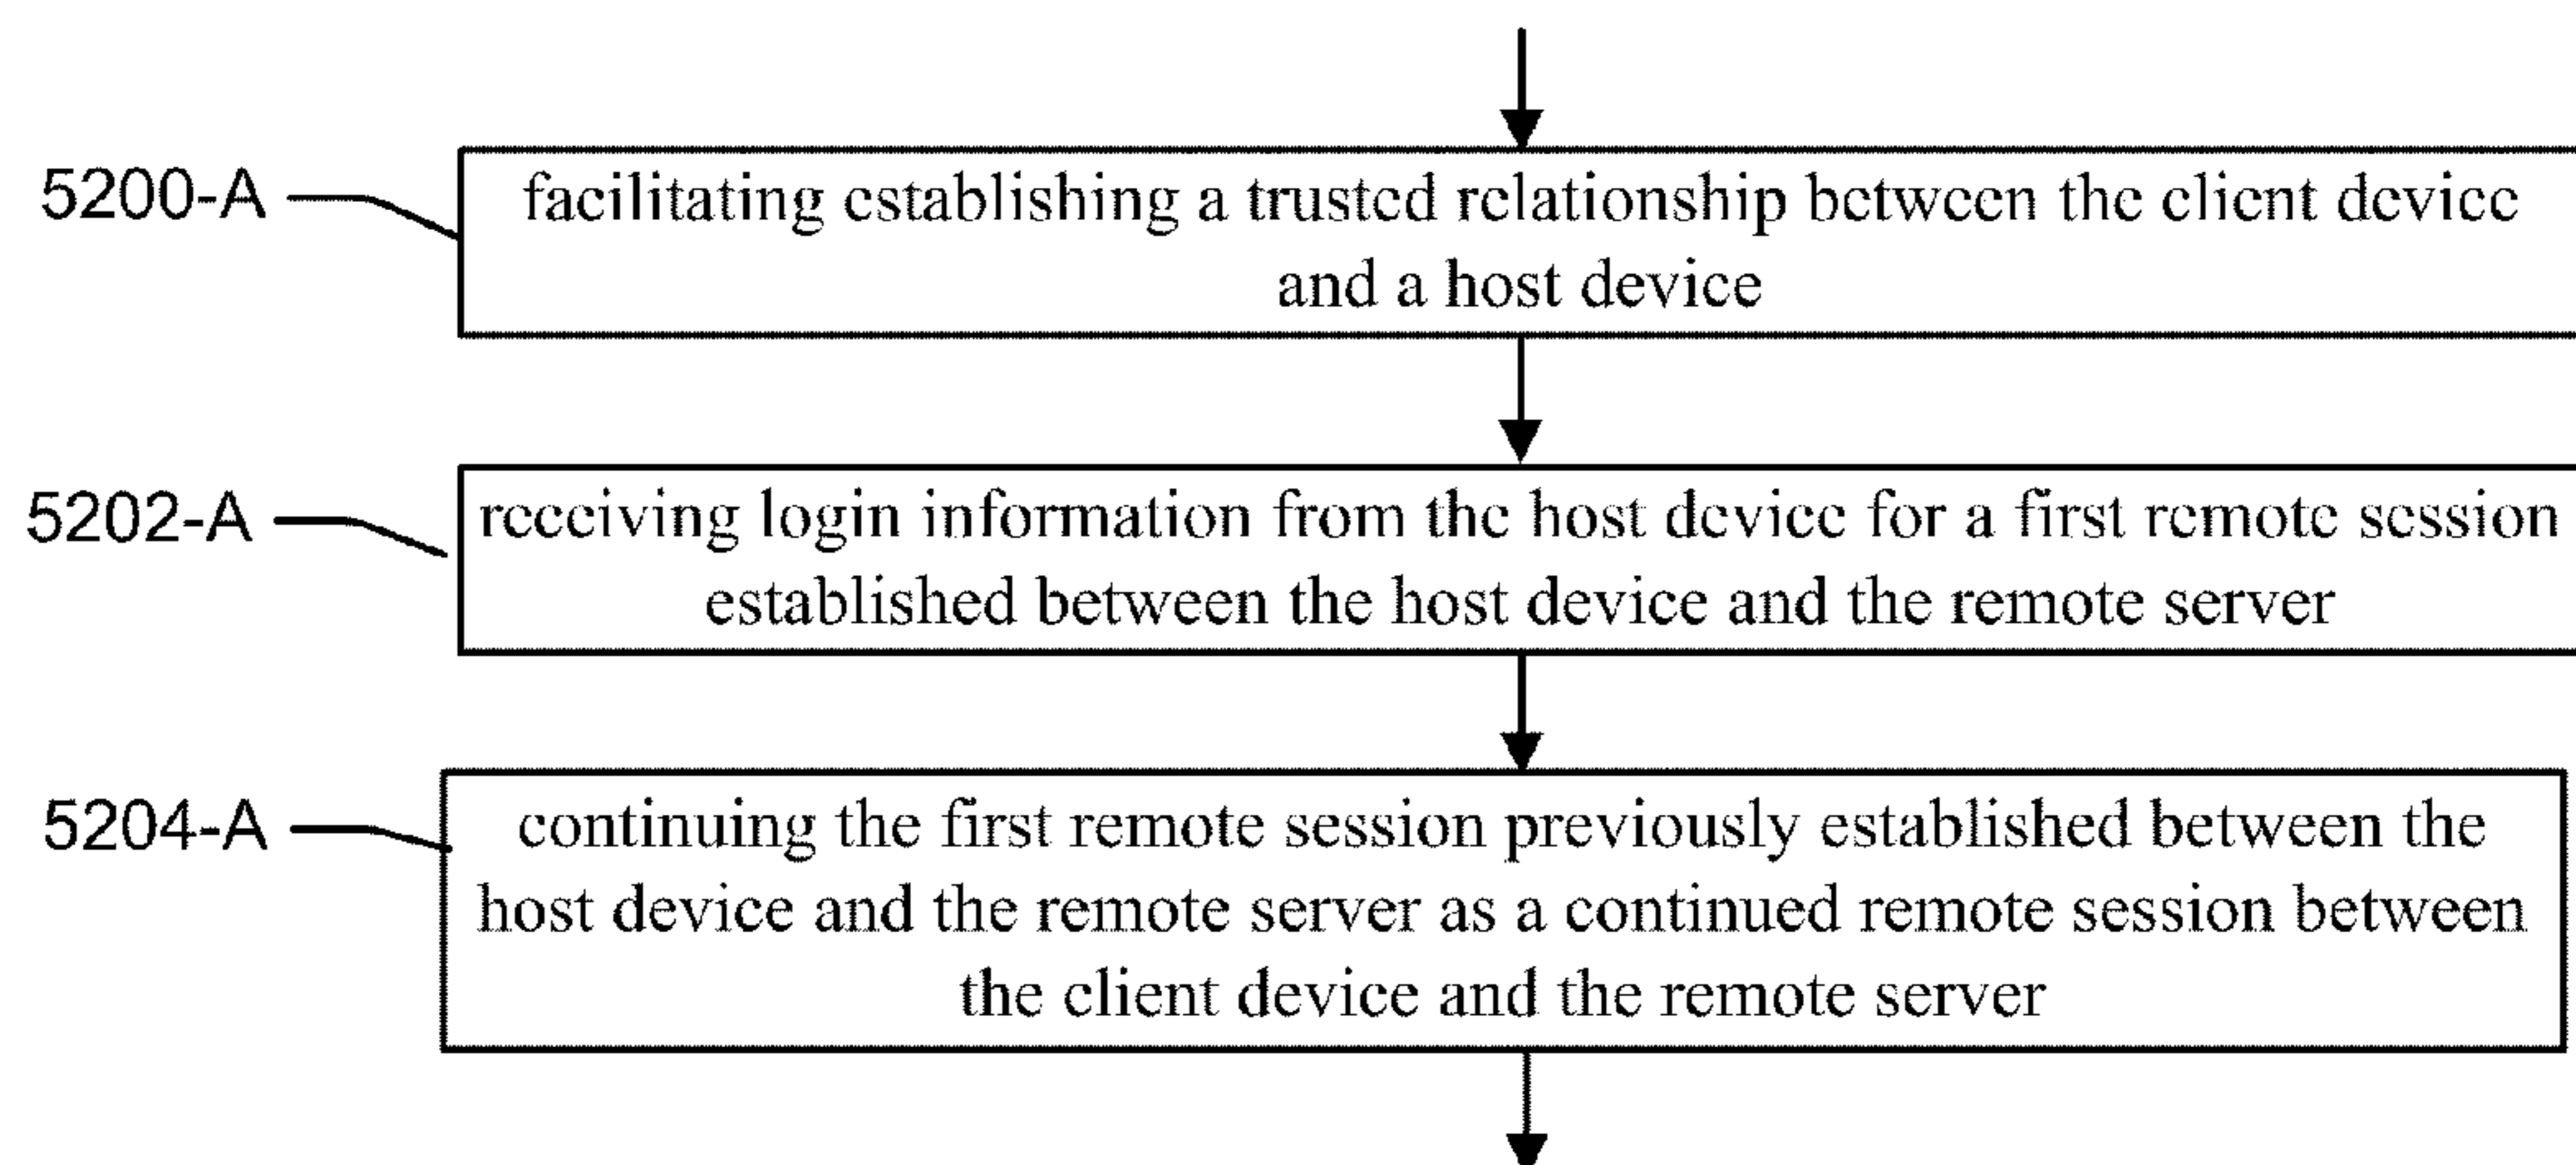 5200-A
facilitating establishing a trusted relationship between the client device
and a host device
5202-A
receiving login information from the host device for a first remote session
established between the host device and the remote server
5204-A
continuing the first remote session previously established between the
host device and the remote server as a continued remote session between
the client device and the remote server